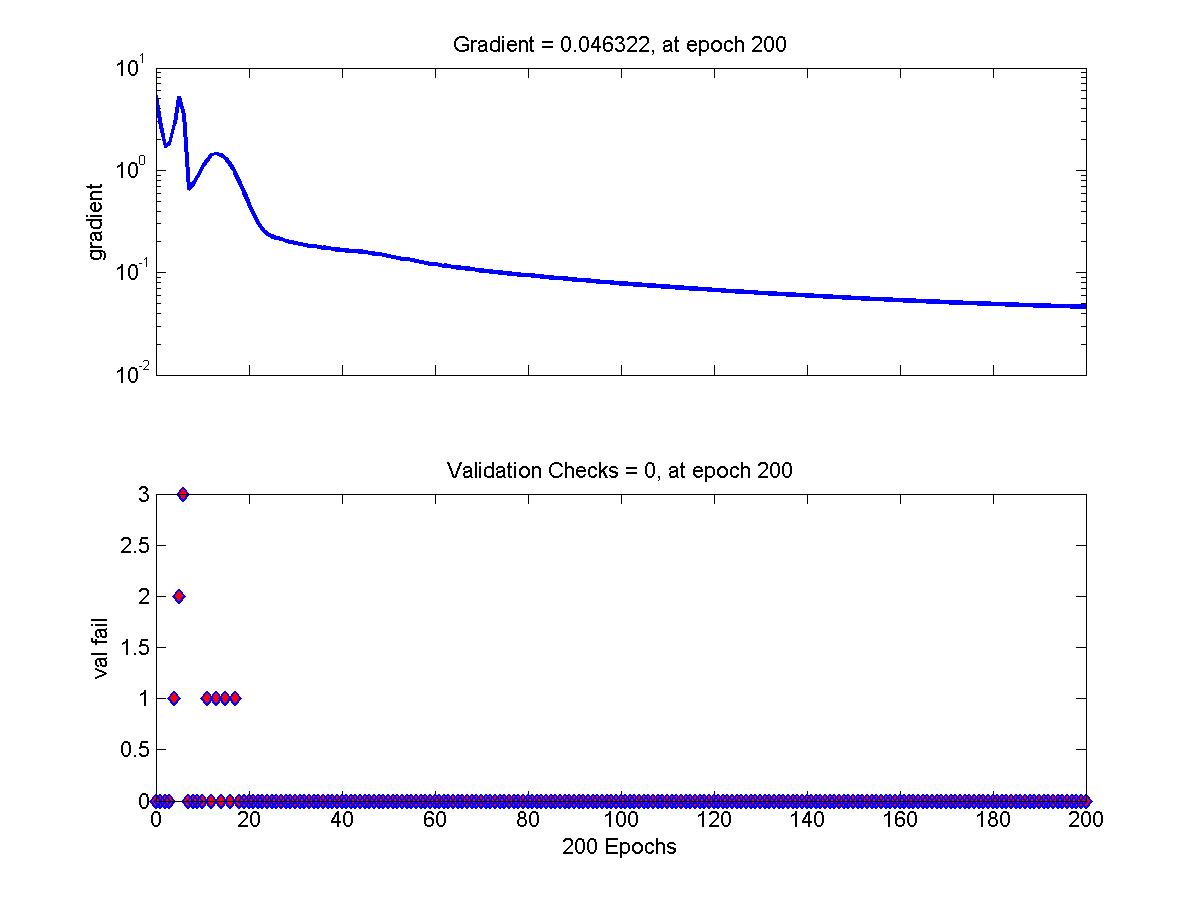 Gradient = 0.046322, at epoch 200
10^1
10^0
10^-1
10^-2
gradient
Validation Checks = 0, at epoch 200
3
2.5
2
1.5
1
0.5
0
val fail
0 20 40 60 80 100 120 140 160 180 200
200 Epochs